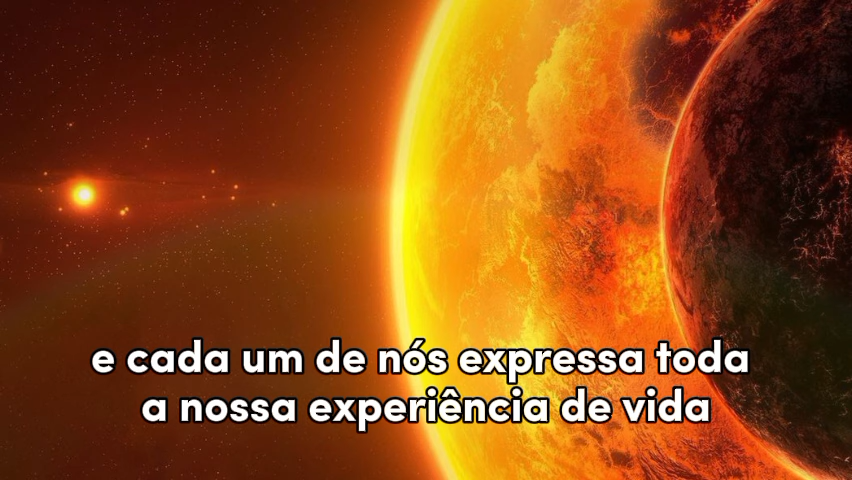 e cada um de nós expressa toda
a nossa experiência de vida